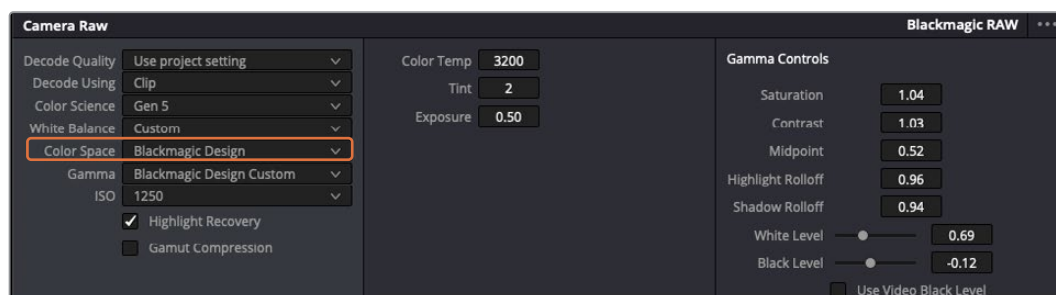 Camera Raw
Blackmagic RAW
Decode Quality Use project setting
Decode Using Clip
Color Science Gen 5
White Balance Custom
Color Space Blackmagic Design
Gamma Blackmagic Design Custom
ISO 1250
Highlight Recovery
Gamut Compression
Color Temp 3200
Tint 2
Exposure 0.50
Gamma Controls
Saturation 1.04
Contrast 1.03
Midpoint 0.52
Highlight Rolloff 0.96
Shadow Rolloff 0.94
White Level 0.69
Black Level -0.12
Use Video Black Level